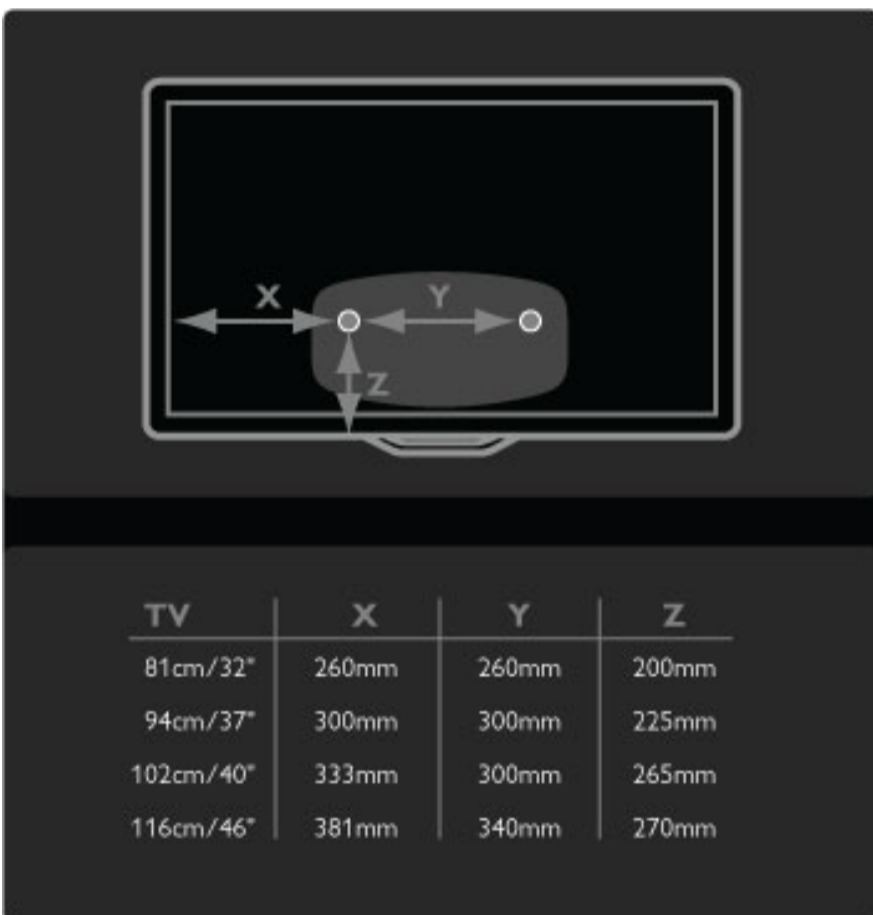 X Y
Z
TV X Y Z
81cm/32" 260mm 260mm 200mm
94cm/37" 300mm 300mm 225mm
102cm/40" 333mm 300mm 265mm
116cm/46" 381mm 340mm 270mm